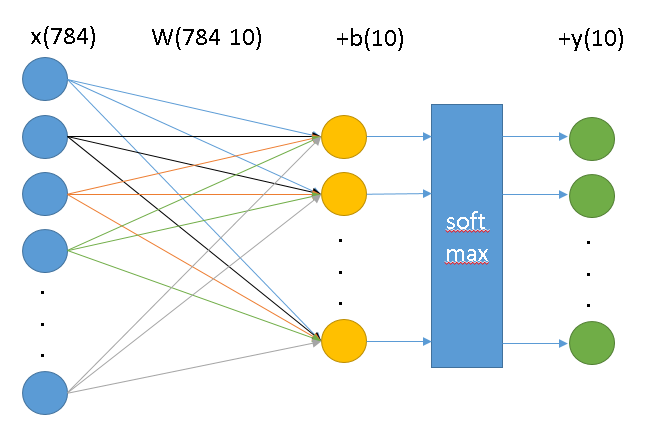 x(784)
W(784 10)
+b(10)
+y(10)
soft
max